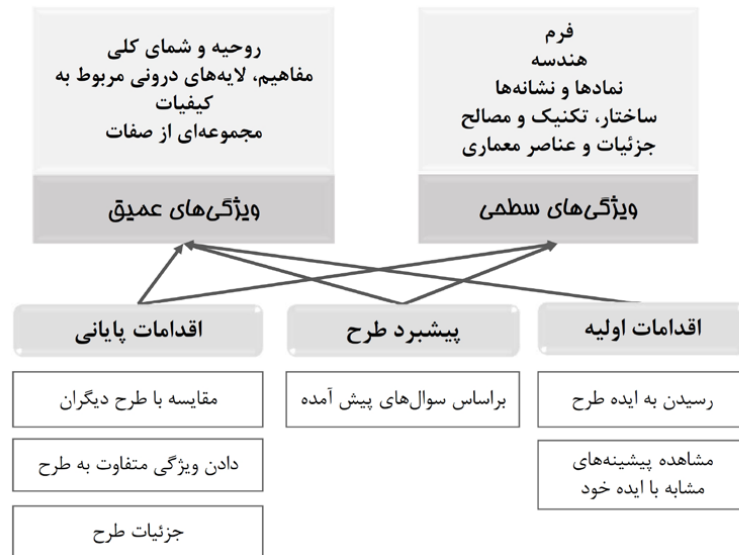 فرم
هندسه
نمادها و نشانه‌ها
ساختار، تکنیک و مصالح
جزئیات و عناصر معماری
ویژگی‌های سطحی
روحیه و شمای کلی
مفاهیم، لایه‌های درونی مربوط به
کیفیات
مجموعه‌ای از صفات
ویژگی‌های عمیق
اقدامات اولیه
رسیدن به ایده طرح
مشاهده پیشینه‌های
مشابه با ایده خود
پیشبرد طرح
براساس سوال‌های پیش آمده
اقدامات پایانی
مقایسه با طرح دیگران
دادن ویژگی متفاوت به طرح
جزئیات طرح